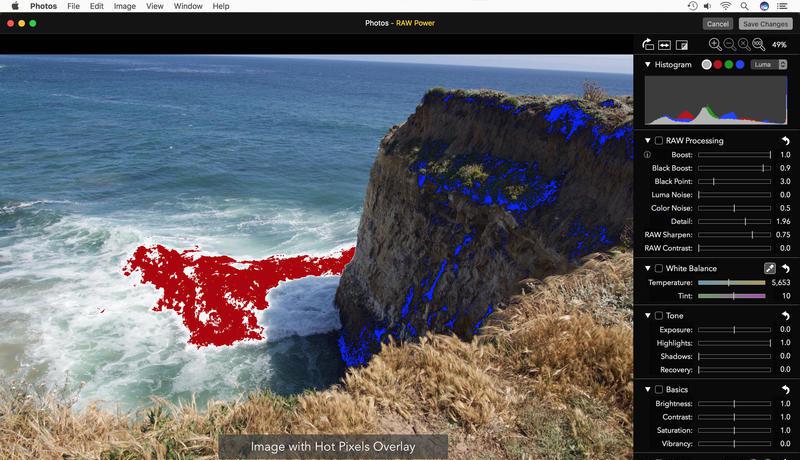 Photos File Edit Image View Window Help
Photos - RAW Power
Cancel Save Changes
100 49%
Histogram Luma
RAW Processing
Boost: 1.0
Black Boost: 0.9
Black Point: 3.0
Luma Noise: 0.0
Color Noise: 0.5
Detail: 1.96
RAW Sharpen: 0.75
RAW Contrast: 0.0
White Balance
Temperature: 5,653
Tint: 10
Tone
Exposure: 0.0
Highlights: 1.0
Shadows: 0.0
Recovery: 0.0
Basics
Brightness: 1.0
Contrast: 1.0
Saturation: 1.0
Vibrancy: 0.0
Image with Hot Pixels Overlay